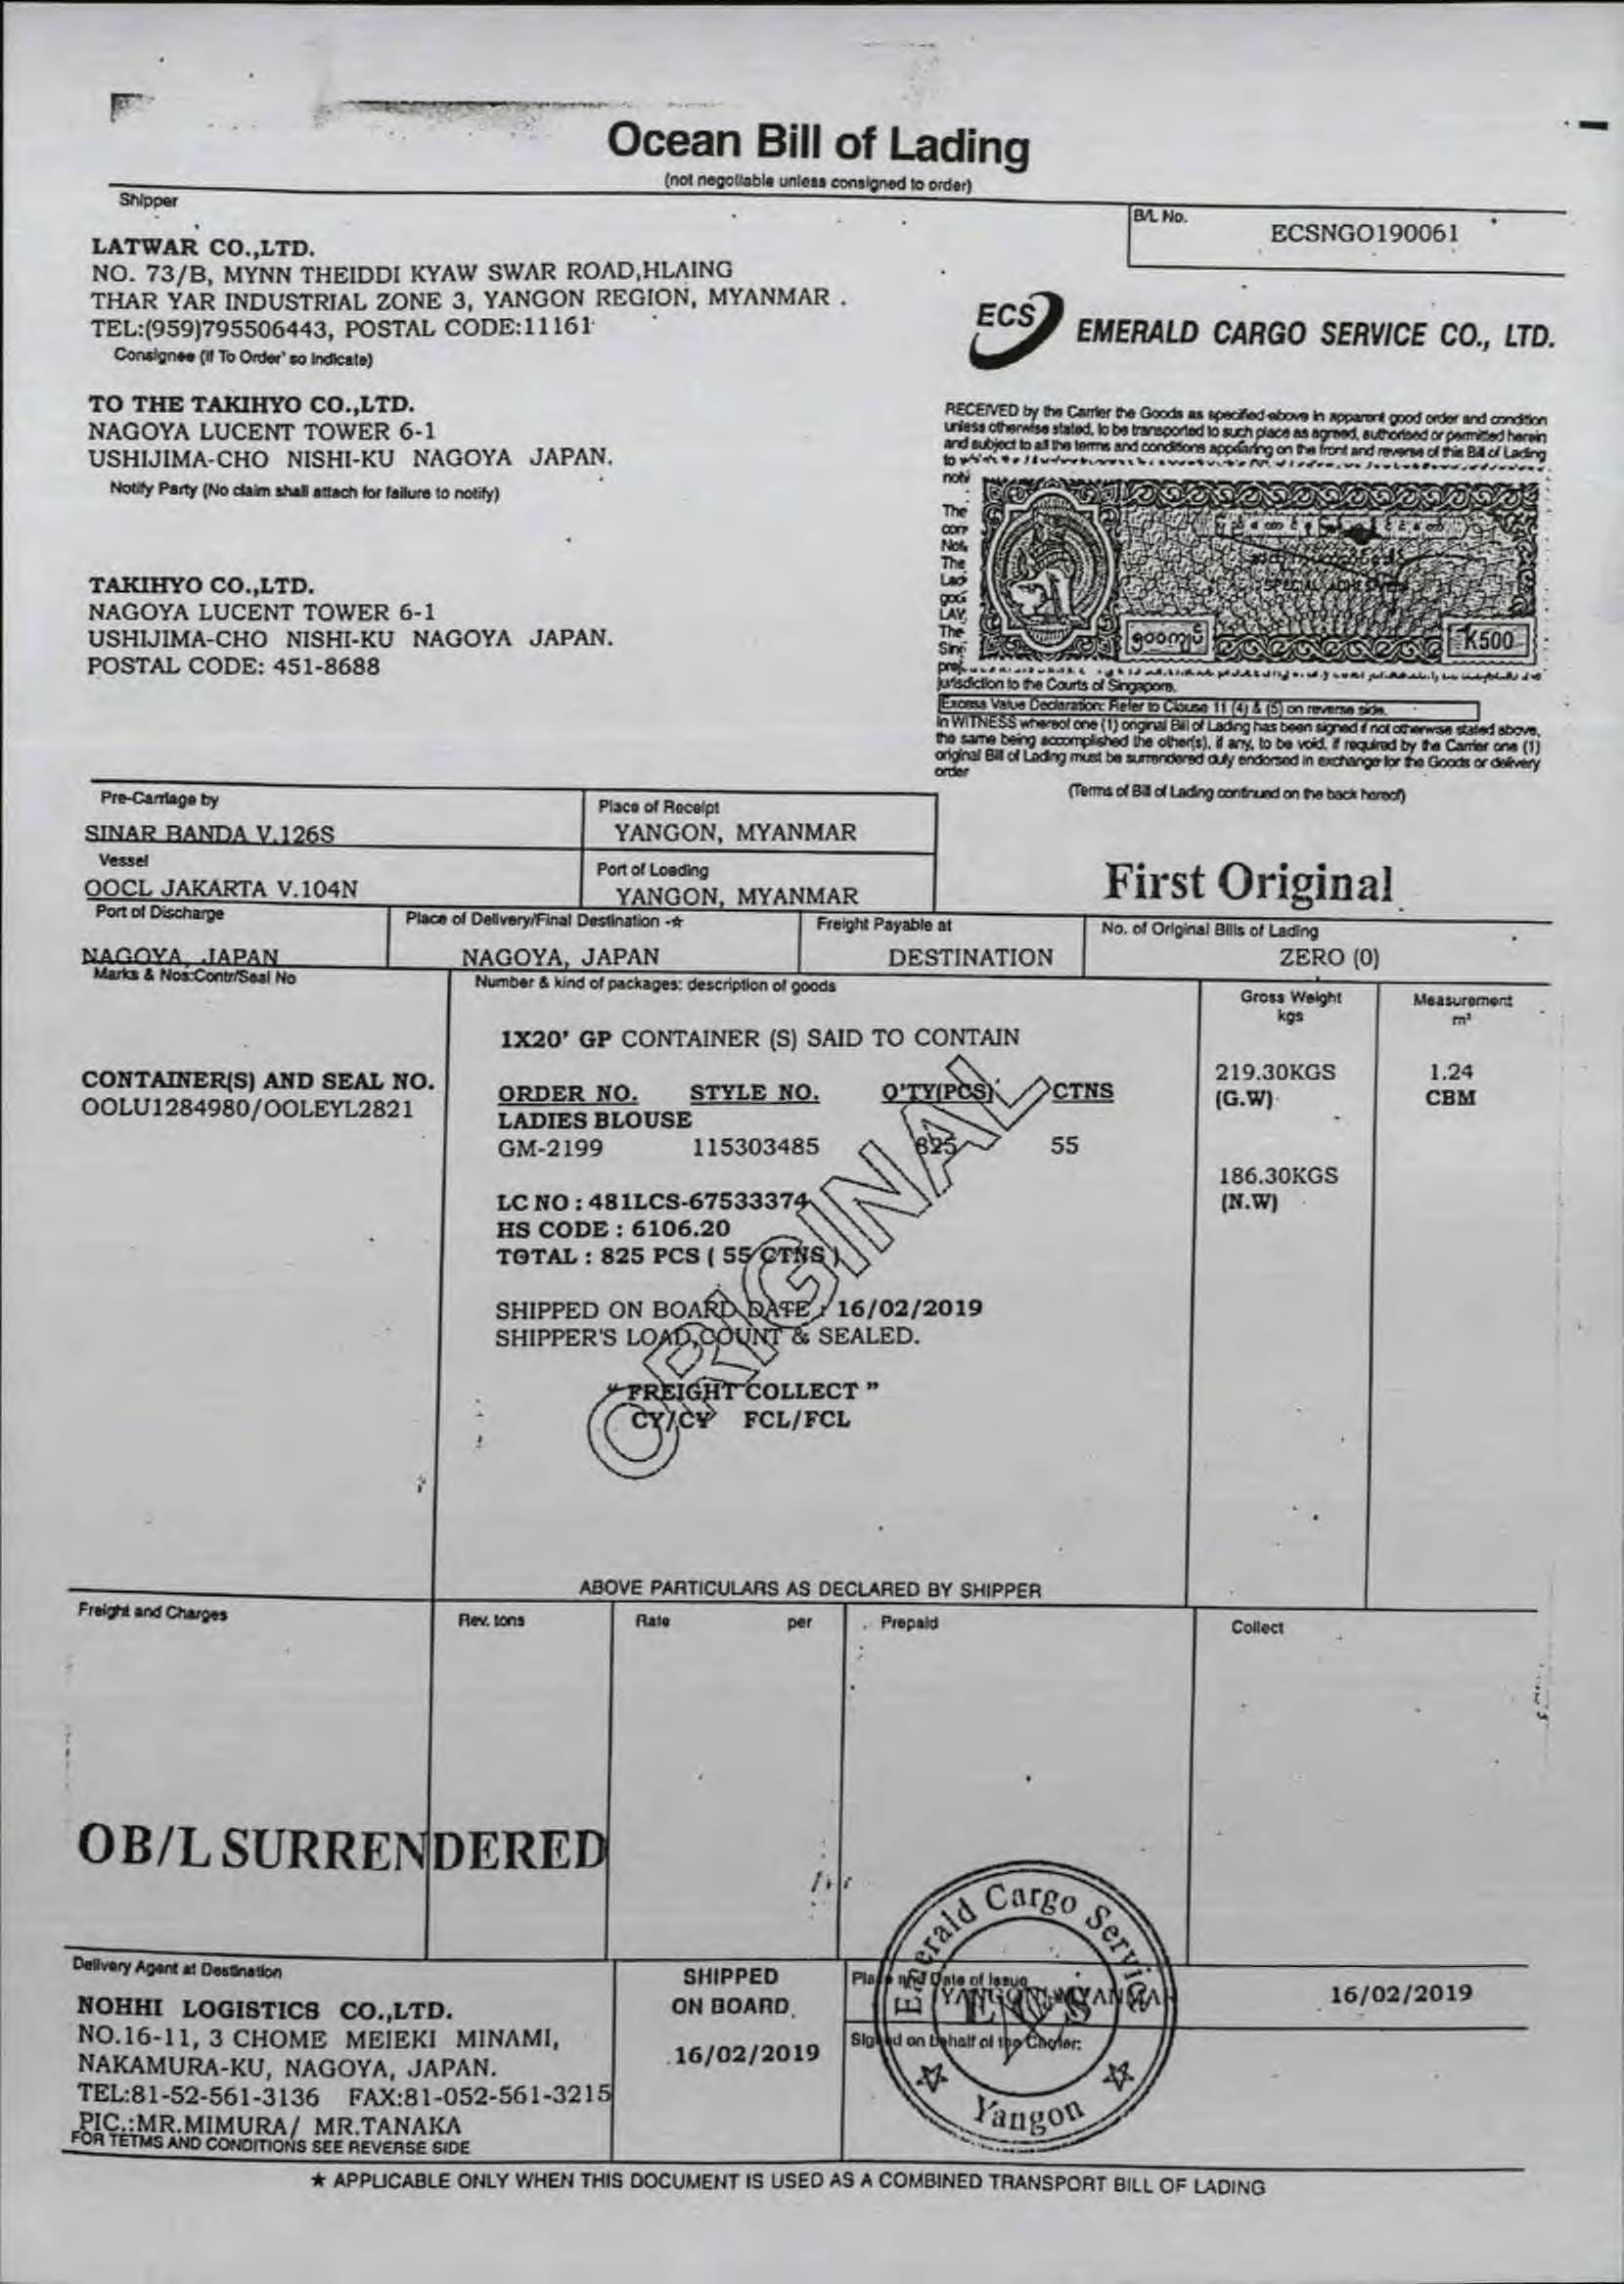 Ocean Bill of Lading
(not negotiable unless consigned to order)
Shipper
B/L No.
ECSNGO190061
LATWAR CO.,LTD.
NO. 73/B, MYNN THEIDDI KYAW SWAR ROAD,HLAING
THAR YAR INDUSTRIAL ZONE 3, YANGON REGION, MYANMAR .
TEL:(959)795506443, POSTAL CODE:11161
ECS
EMERALD CARGO SERVICE CO., LTD.
Consignee (if To Order' so indicate)
TO THE TAKIHYO CO.,LTD.
NAGOYA LUCENT TOWER 6-1
USHIJIMA-CHO NISHI-KU NAGOYA JAPAN.
Notify Party (No claim shall attach for failure to notify)
TAKIHYO CO.,LTD.
NAGOYA LUCENT TOWER 6-1
USHIJIMA-CHO NISHI-KU NAGOYA JAPAN.
POSTAL CODE: 451-8688
RECEIVED by the Carrier the Goods as specified above in apparent good order and condition
unless otherwise stated, to be transported to such place as agreed, authorised or permitted herein
and subject to all the terms and conditions appearing on the front and reverse of this Bill of Lading
to
The
The
LAY,
The
၅၀၀ကျပ်
K500
jurisdiction to the Courts of Singapore.
Excess Value Declaration: Refer to Clause 11 (4) & (5) on reverse side.
In WITNESS whereof one (1) original Bill of Lading has been signed if not otherwise stated above,
the same being accomplished the other(s), if any, to be void, if required by the Carrier one (1)
original Bill of Lading must be surrendered duly endorsed in exchange for the Goods or delivery
order
(Terms of Bill of Lading continued on the back hereof)
Pre-Carriage by
SINAR BANDA V.126S
Place of Receipt
YANGON, MYANMAR
Vessel
OOCL JAKARTA V.104N
Port of Loading
YANGON, MYANMAR
First Original
Port of Discharge
NAGOYA, JAPAN
Place of Delivery/Final Destination -☆
NAGOYA, JAPAN
Freight Payable at
DESTINATION
No. of Original Bills of Lading
ZERO (0)
Marks & Nos:Contr/Seal No
Number & kind of packages: description of goods
Gross Weight
kgs
Measurement
m³
1X20' GP CONTAINER (S) SAID TO CONTAIN
CONTAINER(S) AND SEAL NO.
OOLU1284980/OOLEYL2821
ORDER NO. STYLE NO. Q'TY(PCS) CTNS
LADIES BLOUSE
GM-2199 115303485 825 55
219.30KGS
(G.W)
1.24
CBM
186.30KGS
(N.W)
LC NO : 481LCS-67533374
HS CODE : 6106.20
TOTAL : 825 PCS ( 55 CTNS )
ORIGINAL
SHIPPED ON BOARD DATE : 16/02/2019
SHIPPER'S LOAD,COUNT & SEALED.
" FREIGHT COLLECT "
CY/CY FCL/FCL
ABOVE PARTICULARS AS DECLARED BY SHIPPER
Freight and Charges
Rev. tons
Rate per
Prepaid
Collect
OB/L SURRENDERED
Delivery Agent at Destination
NOHHI LOGISTICS CO.,LTD.
NO.16-11, 3 CHOME MEIEKI MINAMI,
NAKAMURA-KU, NAGOYA, JAPAN.
TEL:81-52-561-3136 FAX:81-052-561-3215
PIC.:MR.MIMURA/ MR.TANAKA
FOR TETMS AND CONDITIONS SEE REVERSE SIDE
SHIPPED
ON BOARD
16/02/2019
Place and Date of Issue
YANGON, MYANMAR
16/02/2019
Signed on behalf of the Carrier:
Emerald Cargo Service
ECS
Yangon
★ APPLICABLE ONLY WHEN THIS DOCUMENT IS USED AS A COMBINED TRANSPORT BILL OF LADING